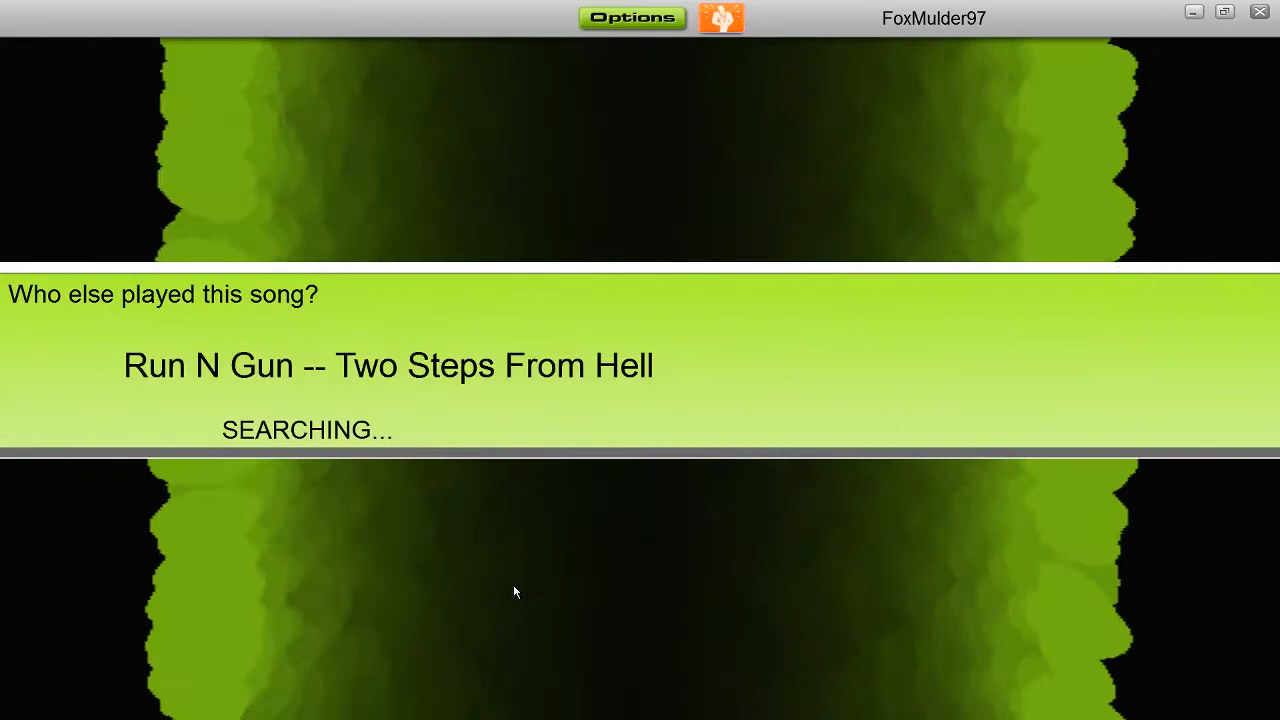 Options
FoxMulder97
Who else played this song?
Run N Gun -- Two Steps From Hell
SEARCHING...